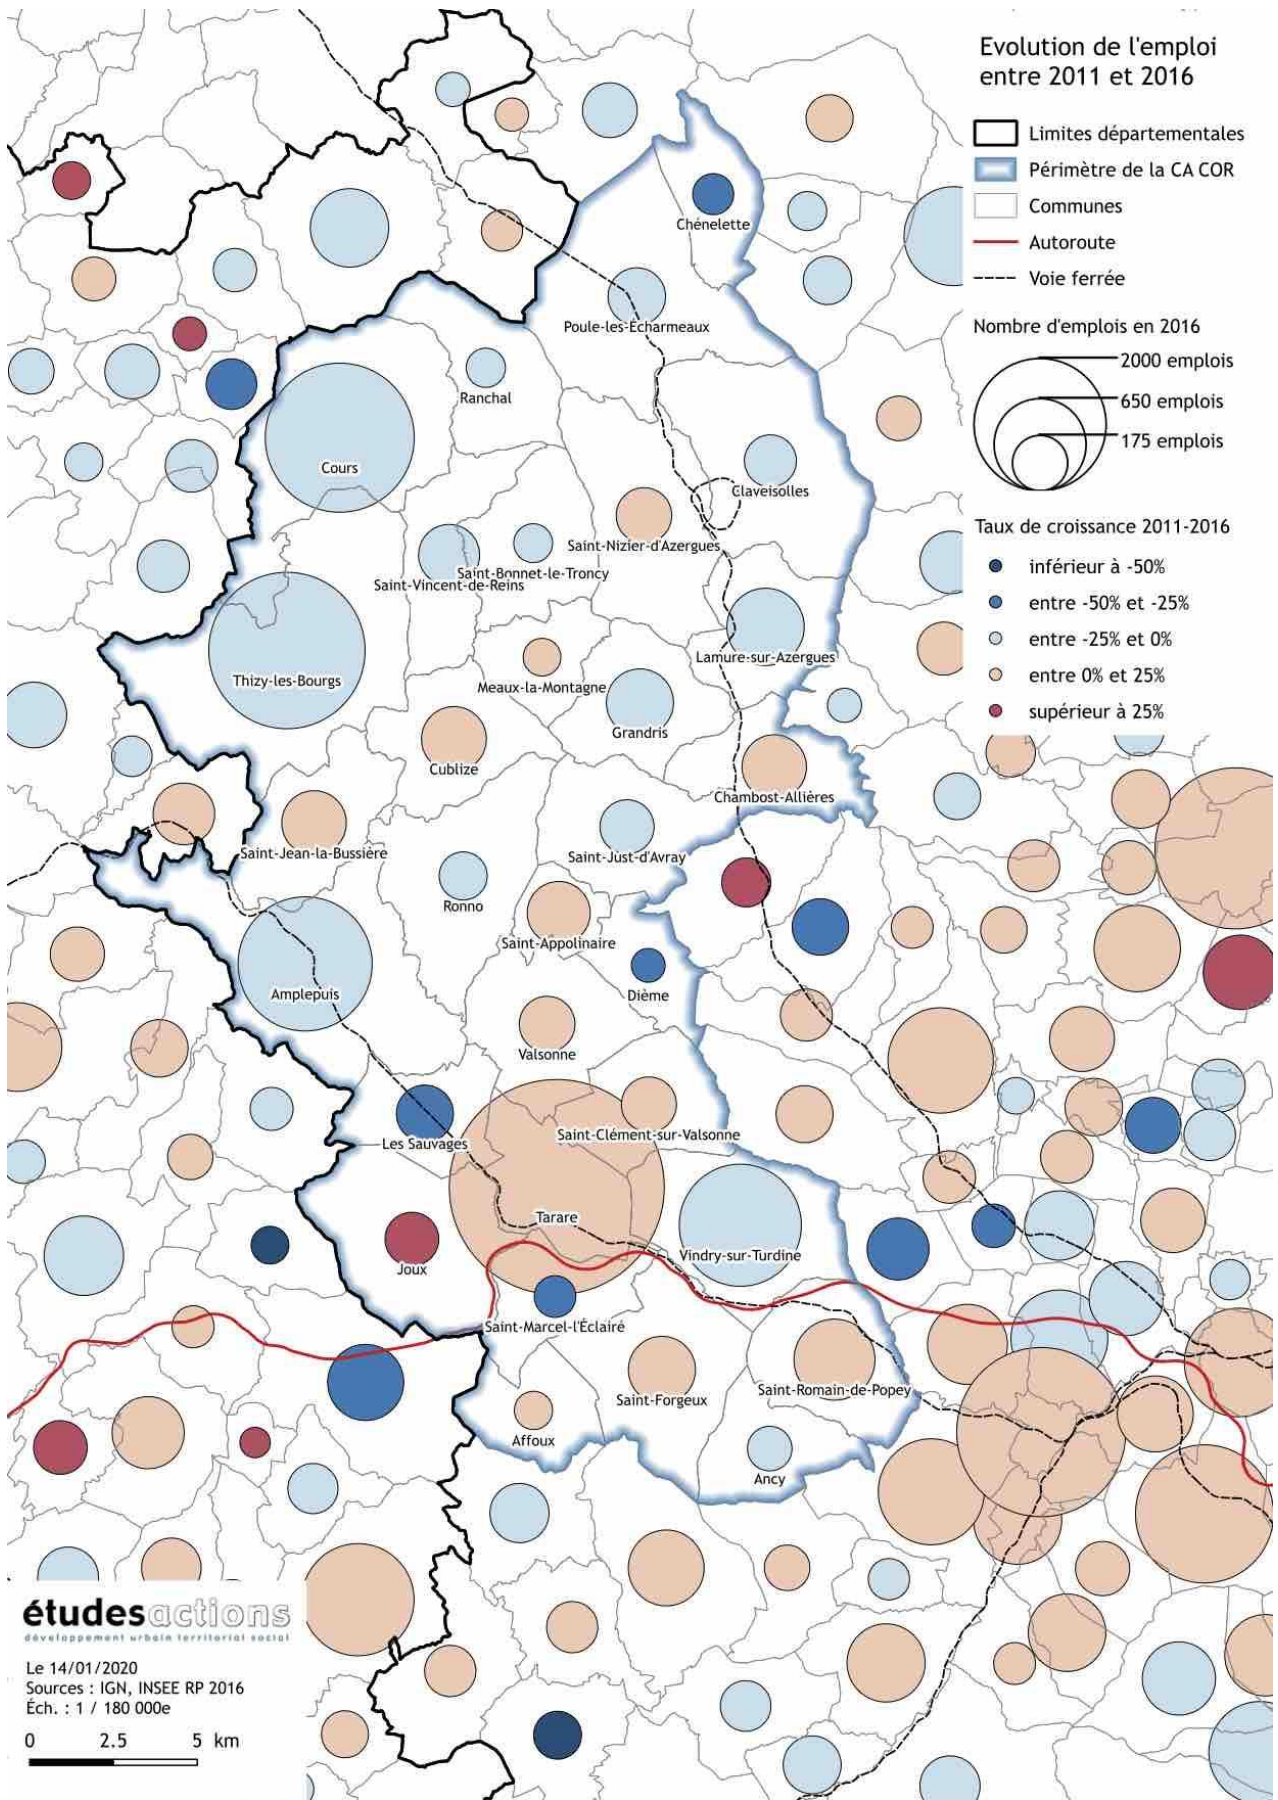 Evolution de l'emploi
entre 2011 et 2016
Limites départementales
Périmètre de la CA COR
Communes
Autoroute
Voie ferrée
Nombre d'emplois en 2016
2000 emplois
650 emplois
175 emplois
Taux de croissance 2011-2016
inférieur à -50%
entre -50% et -25%
entre -25% et 0%
entre 0% et 25%
supérieur à 25%
Chénelette
Poule-les-Écharmeaux
Ranchal
Cours
Claveisolles
Saint-Nizier-d'Azergues
Saint-Bonnet-le-Troncy
Saint-Vincent-de-Reins
Lamure-sur-Azergues
Thizy-les-Bourgs
Meaux-la-Montagne
Grandris
Cublize
Chambost-Allières
Saint-Jean-la-Bussière
Saint-Just-d'Avray
Ronno
Saint-Appolinaire
Amplepuis
Dième
Valsonne
Les Sauvages
Saint-Clément-sur-Valsonne
Tarare
Vindry-sur-Turdine
Joux
Saint-Marcel-l'Éclairé
Saint-Forgeux
Saint-Romain-de-Popey
Affoux
Ancy
étudesactions
développement urbain territorial social
Le 14/01/2020
Sources : IGN, INSEE RP 2016
Éch. : 1 / 180 000e
0 2.5 5 km